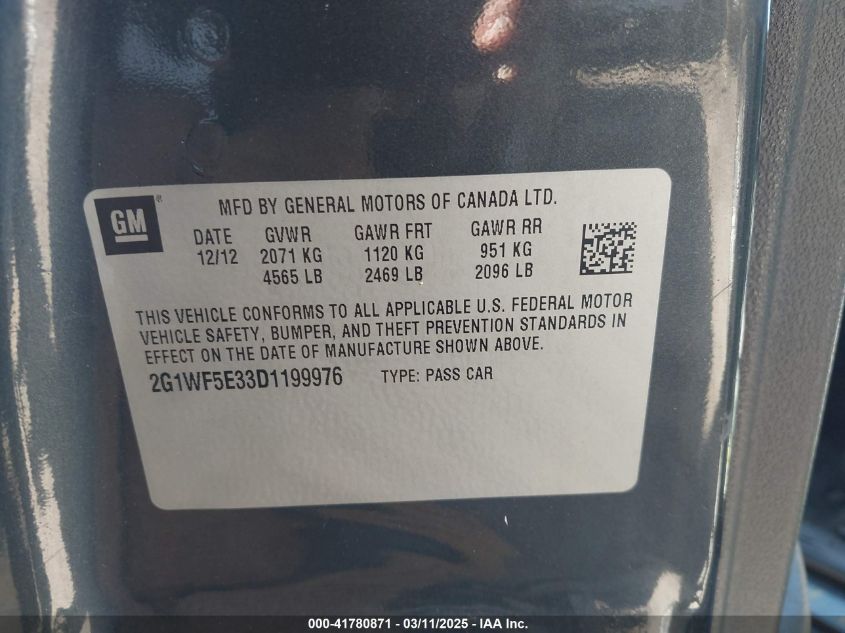 GM ®
MFD BY GENERAL MOTORS OF CANADA LTD.
DATE GVWR GAWR FRT GAWR RR
12/12 2071 KG 1120 KG 951 KG
4565 LB 2469 LB 2096 LB
THIS VEHICLE CONFORMS TO ALL APPLICABLE U.S. FEDERAL MOTOR
VEHICLE SAFETY, BUMPER, AND THEFT PREVENTION STANDARDS IN
EFFECT ON THE DATE OF MANUFACTURE SHOWN ABOVE.
2G1WF5E33D1199976 TYPE: PASS CAR
000-41780871 - 03/11/2025 - IAA Inc.